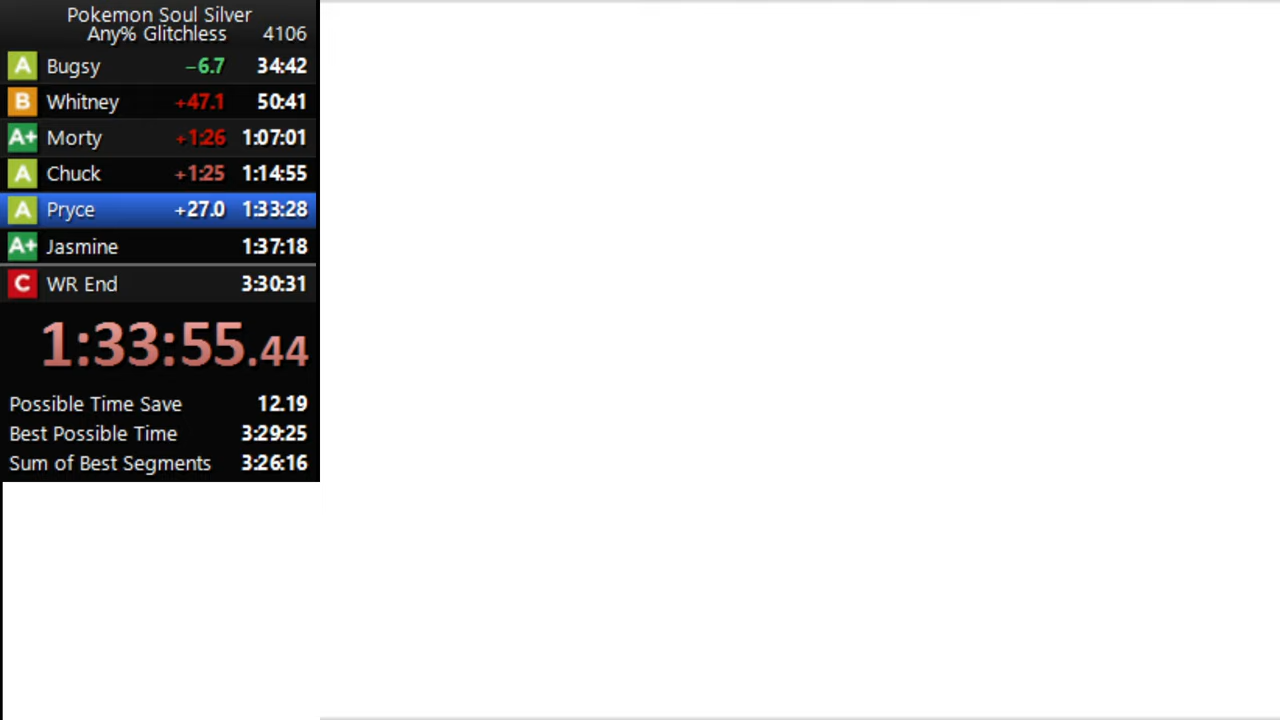 Pokemon Soul Silver
Any% Glitchless 4106
A Bugsy −6.7 34:42
B Whitney +47.1 50:41
A+ Morty +1:26 1:07:01
A Chuck +1:25 1:14:55
A Pryce +27.0 1:33:28
A+ Jasmine 1:37:18
C WR End 3:30:31
1:33:55.44
Possible Time Save 12.19
Best Possible Time 3:29:25
Sum of Best Segments 3:26:16